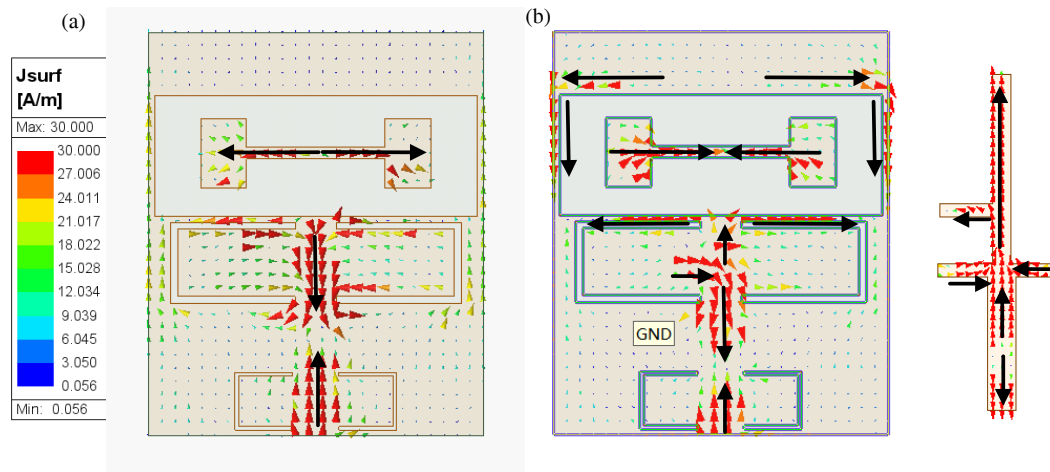 (a)
(b)
Jsurf
[A/m]
Max: 30.000
30.000
27.006
24.011
21.017
18.022
15.028
12.034
9.039
6.045
3.050
0.056
Min: 0.056
GND